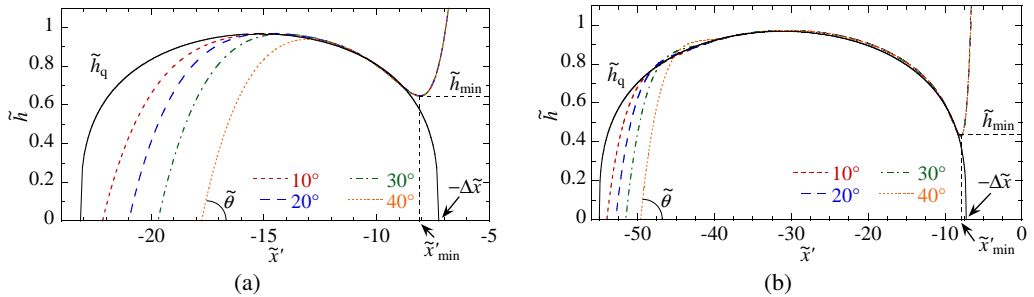 1
0.8
0.6
0.4
0.2
0
h̃
h̃q
h̃min
10°
30°
20°
40°
θ̃
−Δx̃
-20
-15
-10
-5
x̃′
x̃′min
(a)
1
0.8
0.6
0.4
0.2
0
h̃
h̃q
h̃min
10°
30°
20°
40°
θ̃
−Δx̃
-50
-40
-30
-20
-10
0
x̃′
x̃′min
(b)